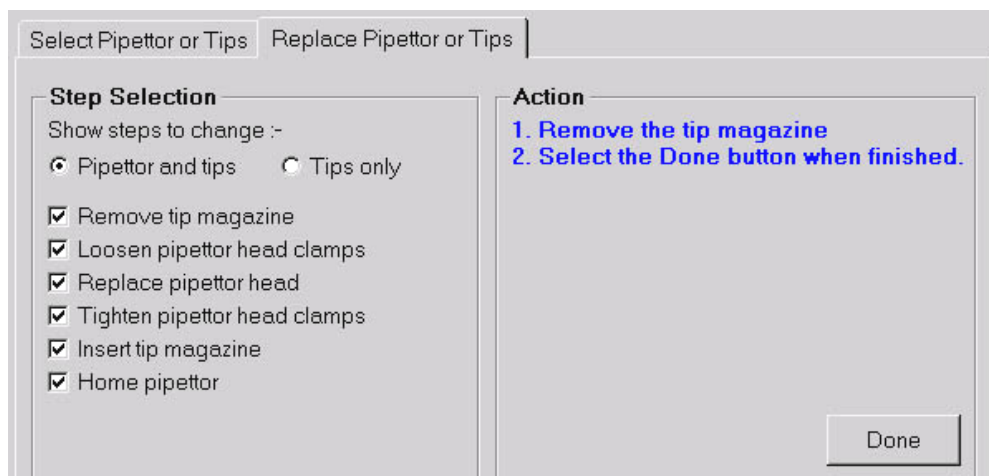 Select Pipettor or Tips
Replace Pipettor or Tips
Step Selection
Show steps to change :-
Pipettor and tips
Tips only
Remove tip magazine
Loosen pipettor head clamps
Replace pipettor head
Tighten pipettor head clamps
Insert tip magazine
Home pipettor
Action
1. Remove the tip magazine
2. Select the Done button when finished.
Done